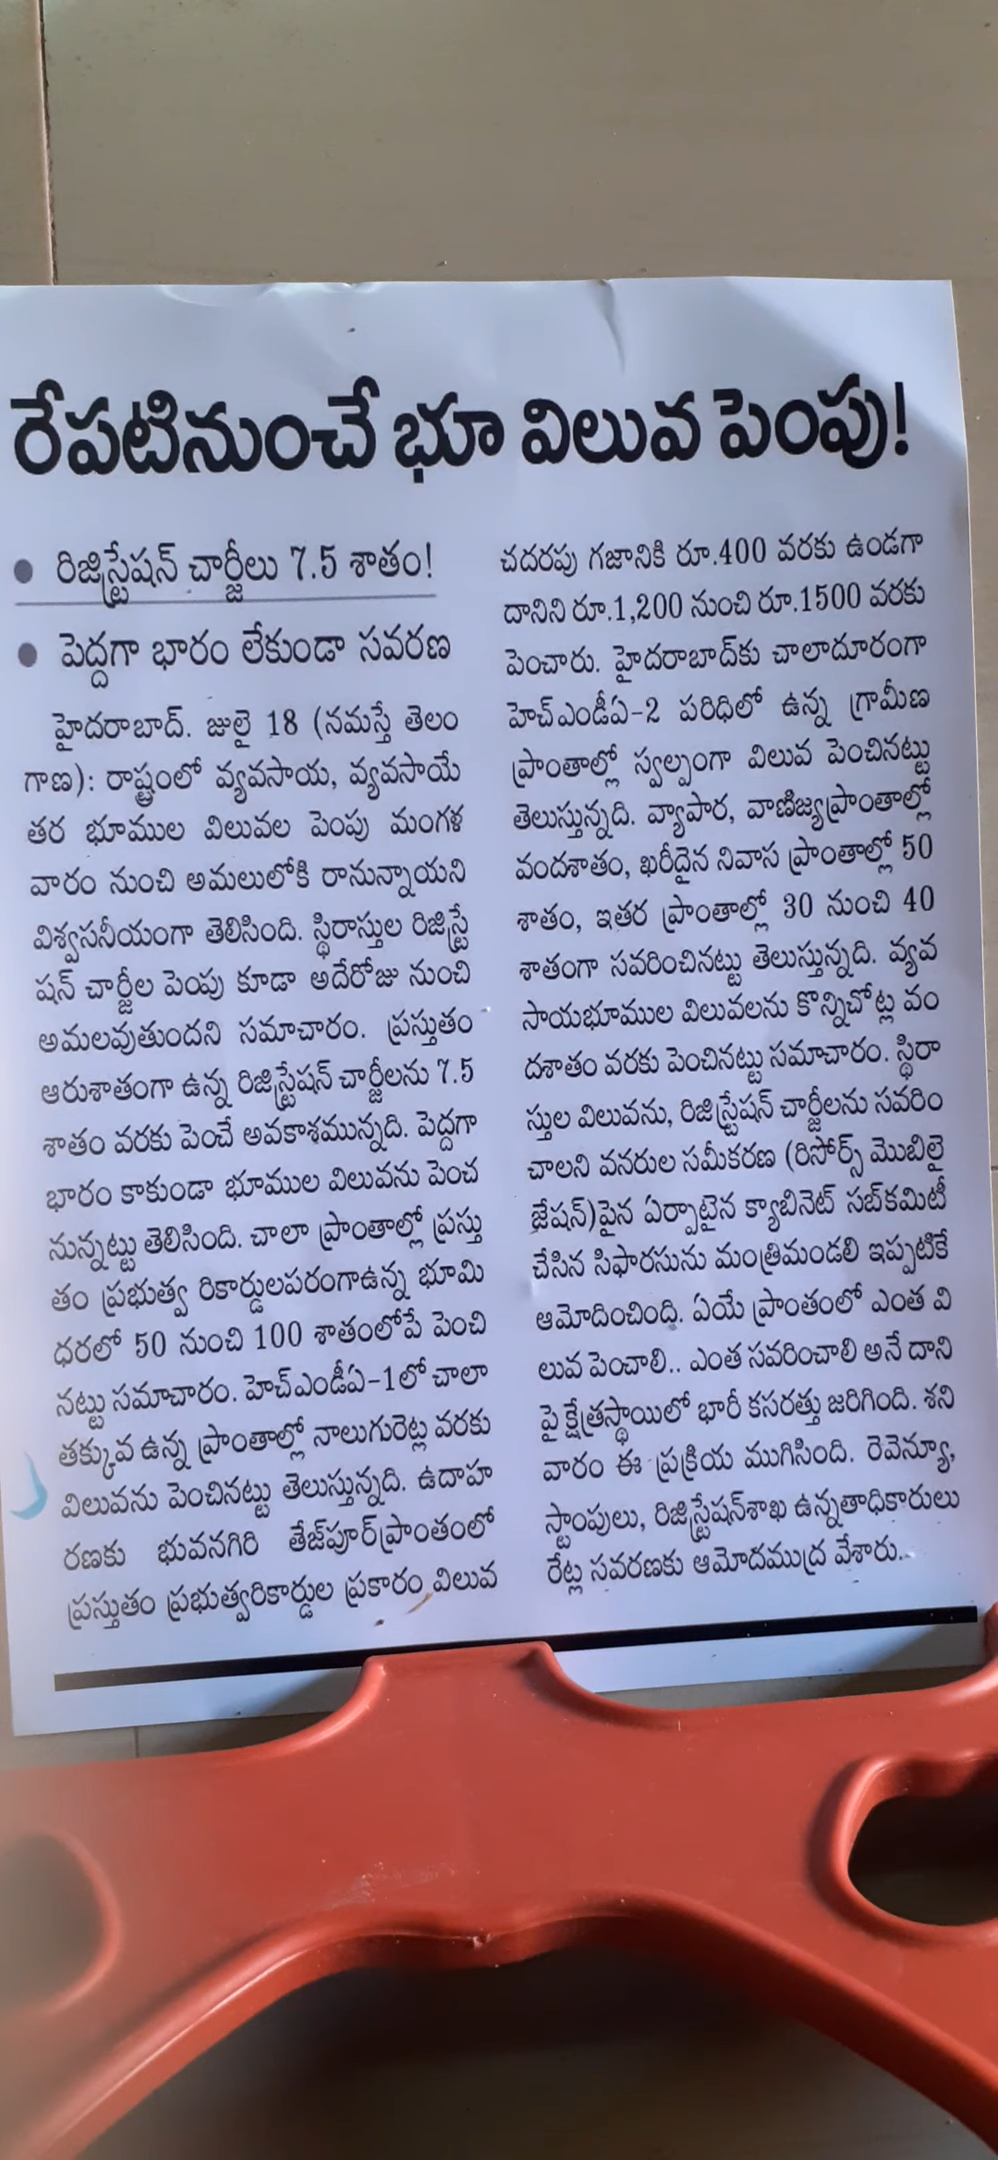 రేపటినుంచే భూ విలువ పెంపు!
• రిజిస్ట్రేషన్ చార్జీలు 7.5 శాతం!
• పెద్దగా భారం లేకుండా సవరణ
హైదరాబాద్. జులై 18 (నమస్తే తెలం
గాణ): రాష్ట్రంలో వ్యవసాయ, వ్యవసాయే
తర భూముల విలువల పెంపు మంగళ
వారం నుంచి అమలులోకి రానున్నాయని
విశ్వసనీయంగా తెలిసింది. స్థిరాస్తుల రిజిస్ట్రే
షన్ చార్జీల పెంపు కూడా అదేరోజు నుంచి
అమలవుతుందని సమాచారం. ప్రస్తుతం
ఆరుశాతంగా ఉన్న రిజిస్ట్రేషన్ చార్జీలను 7.5
శాతం వరకు పెంచే అవకాశమున్నది. పెద్దగా
భారం కాకుండా భూముల విలువను పెంచ
నున్నట్టు తెలిసింది. చాలా ప్రాంతాల్లో ప్రస్తు
తం ప్రభుత్వ రికార్డులపరంగాఉన్న భూమి
ధరలో 50 నుంచి 100 శాతంలోపే పెంచి
నట్టు సమాచారం. హెచ్ఎండీఏ-1లో చాలా
తక్కువ ఉన్న ప్రాంతాల్లో నాలుగురెట్ల వరకు
విలువను పెంచినట్టు తెలుస్తున్నది. ఉదాహ
రణకు భువనగిరి తేజ్‌పూర్‌ప్రాంతంలో
ప్రస్తుతం ప్రభుత్వరికార్డుల ప్రకారం విలువ
చదరపు గజానికి రూ.400 వరకు ఉండగా
దానిని రూ.1,200 నుంచి రూ.1500 వరకు
పెంచారు. హైదరాబాద్‌కు చాలాదూరంగా
హెచ్ఎండీఏ-2 పరిధిలో ఉన్న గ్రామీణ
ప్రాంతాల్లో స్వల్పంగా విలువ పెంచినట్టు
తెలుస్తున్నది. వ్యాపార, వాణిజ్యప్రాంతాల్లో
వందశాతం, ఖరీదైన నివాస ప్రాంతాల్లో 50
శాతం, ఇతర ప్రాంతాల్లో 30 నుంచి 40
శాతంగా సవరించినట్టు తెలుస్తున్నది. వ్యవ
సాయభూముల విలువలను కొన్నిచోట్ల వం
దశాతం వరకు పెంచినట్టు సమాచారం. స్థిరా
స్తుల విలువను, రిజిస్ట్రేషన్ చార్జీలను సవరిం
చాలని వనరుల సమీకరణ (రిసోర్స్ మొబిలై
జేషన్)పైన ఏర్పాటైన క్యాబినెట్ సబ్‌కమిటీ
చేసిన సిఫారసును మంత్రిమండలి ఇప్పటికే
ఆమోదించింది. ఏయే ప్రాంతంలో ఎంత వి
లువ పెంచాలి.. ఎంత సవరించాలి అనే దాని
పై క్షేత్రస్థాయిలో భారీ కసరత్తు జరిగింది. శని
వారం ఈ ప్రక్రియ ముగిసింది. రెవెన్యూ,
స్టాంపులు, రిజిస్ట్రేషన్‌శాఖ ఉన్నతాధికారులు
రేట్ల సవరణకు ఆమోదముద్ర వేశారు.